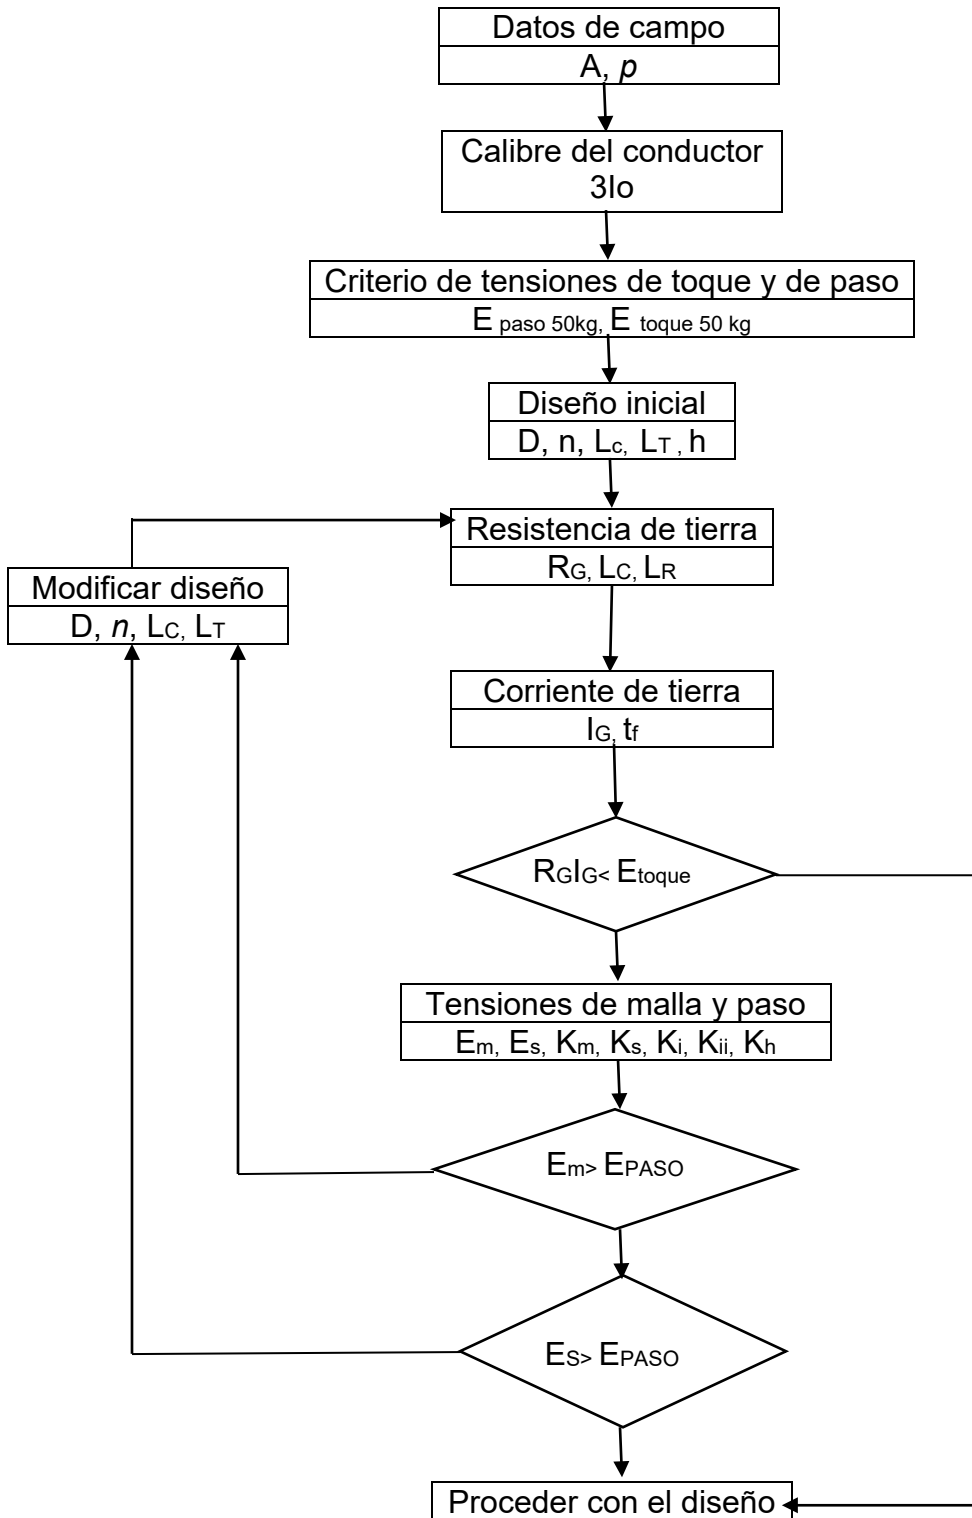 Datos de campo
A, p
Calibre del conductor
3Io
Criterio de tensiones de toque y de paso
E paso 50kg, E toque 50 kg
Diseño inicial
D, n, Lc, LT , h
Resistencia de tierra
RG, LC, LR
Modificar diseño
D, n, LC, LT
Corriente de tierra
IG, tf
RGIG< Etoque
Tensiones de malla y paso
Em, Es, Km, Ks, Ki, Kii, Kh
Em> EPASO
ES> EPASO
Proceder con el diseño